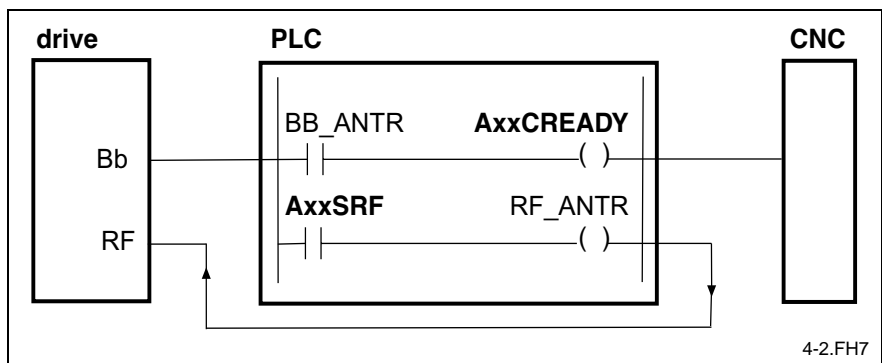 drive PLC CNC
BB_ANTR AxxCREADY
Bb ( )
AxxSRF RF_ANTR
RF ( )
4-2.FH7